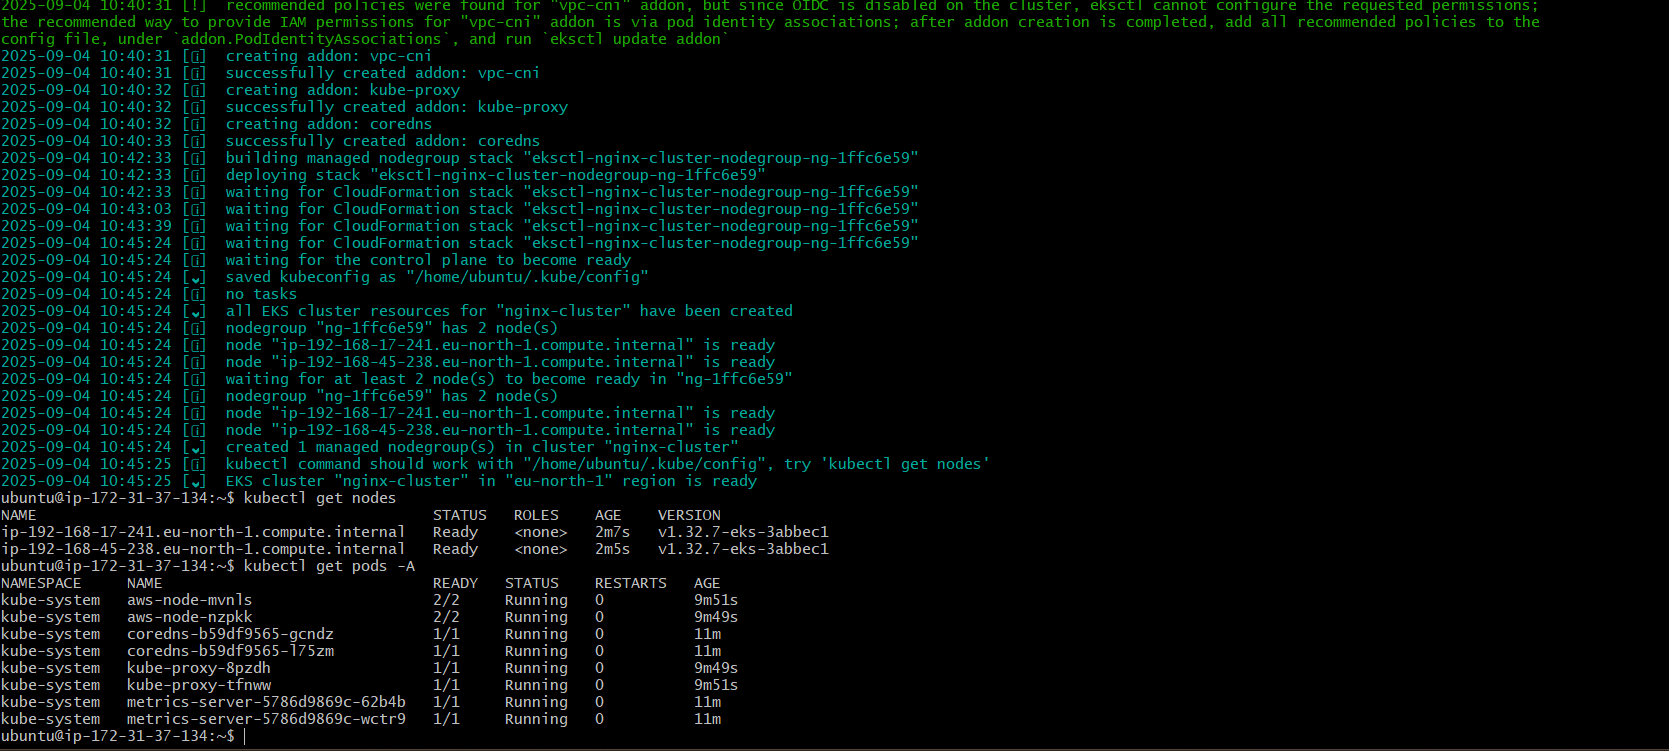 2025-09-04 10:40:31 [!]  recommended policies were found for "vpc-cni" addon, but since OIDC is disabled on the cluster, eksctl cannot configure the requested permissions;
the recommended way to provide IAM permissions for "vpc-cni" addon is via pod identity associations; after addon creation is completed, add all recommended policies to the
config file, under `addon.PodIdentityAssociations`, and run `eksctl update addon`
2025-09-04 10:40:31 [ℹ]  creating addon: vpc-cni
2025-09-04 10:40:31 [ℹ]  successfully created addon: vpc-cni
2025-09-04 10:40:32 [ℹ]  creating addon: kube-proxy
2025-09-04 10:40:32 [ℹ]  successfully created addon: kube-proxy
2025-09-04 10:40:32 [ℹ]  creating addon: coredns
2025-09-04 10:40:33 [ℹ]  successfully created addon: coredns
2025-09-04 10:42:33 [ℹ]  building managed nodegroup stack "eksctl-nginx-cluster-nodegroup-ng-1ffc6e59"
2025-09-04 10:42:33 [ℹ]  deploying stack "eksctl-nginx-cluster-nodegroup-ng-1ffc6e59"
2025-09-04 10:42:33 [ℹ]  waiting for CloudFormation stack "eksctl-nginx-cluster-nodegroup-ng-1ffc6e59"
2025-09-04 10:43:03 [ℹ]  waiting for CloudFormation stack "eksctl-nginx-cluster-nodegroup-ng-1ffc6e59"
2025-09-04 10:43:39 [ℹ]  waiting for CloudFormation stack "eksctl-nginx-cluster-nodegroup-ng-1ffc6e59"
2025-09-04 10:45:24 [ℹ]  waiting for CloudFormation stack "eksctl-nginx-cluster-nodegroup-ng-1ffc6e59"
2025-09-04 10:45:24 [ℹ]  waiting for the control plane to become ready
2025-09-04 10:45:24 [✔]  saved kubeconfig as "/home/ubuntu/.kube/config"
2025-09-04 10:45:24 [ℹ]  no tasks
2025-09-04 10:45:24 [✔]  all EKS cluster resources for "nginx-cluster" have been created
2025-09-04 10:45:24 [ℹ]  nodegroup "ng-1ffc6e59" has 2 node(s)
2025-09-04 10:45:24 [ℹ]  node "ip-192-168-17-241.eu-north-1.compute.internal" is ready
2025-09-04 10:45:24 [ℹ]  node "ip-192-168-45-238.eu-north-1.compute.internal" is ready
2025-09-04 10:45:24 [ℹ]  waiting for at least 2 node(s) to become ready in "ng-1ffc6e59"
2025-09-04 10:45:24 [ℹ]  nodegroup "ng-1ffc6e59" has 2 node(s)
2025-09-04 10:45:24 [ℹ]  node "ip-192-168-17-241.eu-north-1.compute.internal" is ready
2025-09-04 10:45:24 [ℹ]  node "ip-192-168-45-238.eu-north-1.compute.internal" is ready
2025-09-04 10:45:24 [✔]  created 1 managed nodegroup(s) in cluster "nginx-cluster"
2025-09-04 10:45:25 [ℹ]  kubectl command should work with "/home/ubuntu/.kube/config", try 'kubectl get nodes'
2025-09-04 10:45:25 [✔]  EKS cluster "nginx-cluster" in "eu-north-1" region is ready
ubuntu@ip-172-31-37-134:~$ kubectl get nodes
NAME                                            STATUS   ROLES    AGE    VERSION
ip-192-168-17-241.eu-north-1.compute.internal   Ready    <none>   2m7s   v1.32.7-eks-3abbec1
ip-192-168-45-238.eu-north-1.compute.internal   Ready    <none>   2m5s   v1.32.7-eks-3abbec1
ubuntu@ip-172-31-37-134:~$ kubectl get pods -A
NAMESPACE     NAME                              READY   STATUS    RESTARTS   AGE
kube-system   aws-node-mvnls                    2/2     Running   0          9m51s
kube-system   aws-node-nzpkk                    2/2     Running   0          9m49s
kube-system   coredns-b59df9565-gcndz           1/1     Running   0          11m
kube-system   coredns-b59df9565-l75zm           1/1     Running   0          11m
kube-system   kube-proxy-8pzdh                  1/1     Running   0          9m49s
kube-system   kube-proxy-tfnww                  1/1     Running   0          9m51s
kube-system   metrics-server-5786d9869c-62b4b   1/1     Running   0          11m
kube-system   metrics-server-5786d9869c-wctr9   1/1     Running   0          11m
ubuntu@ip-172-31-37-134:~$